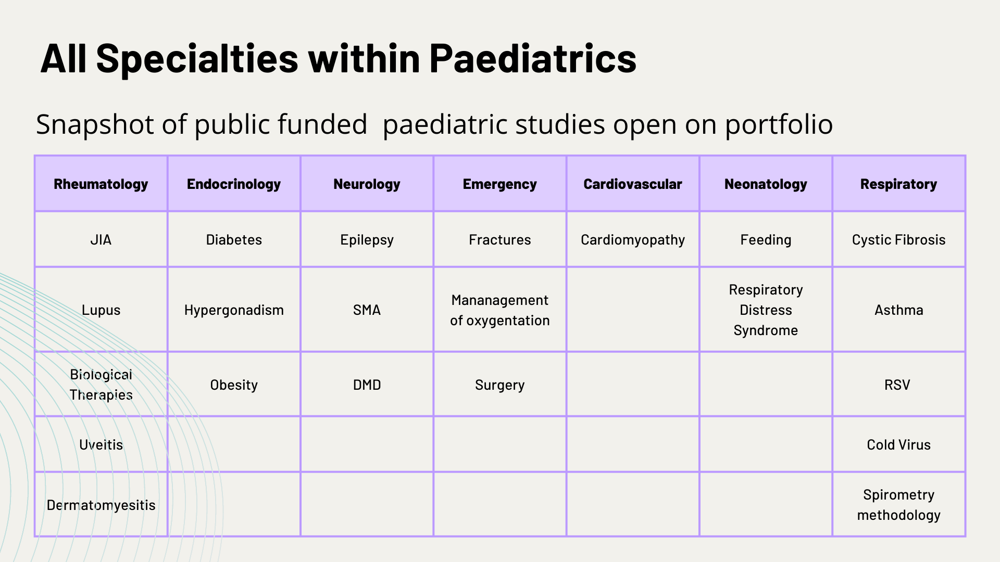 All Specialties within Paediatrics
Snapshot of public funded  paediatric studies open on portfolio
Rheumatology Endocrinology Neurology Emergency Cardiovascular Neonatology Respiratory
JIA Diabetes Epilepsy Fractures Cardiomyopathy Feeding Cystic Fibrosis
Lupus Hypergonadism SMA Mananagement
of oxygentation Respiratory
Distress
Syndrome Asthma
Biological
Therapies Obesity DMD Surgery RSV
Uveitis Cold Virus
Dermatomyesitis Spirometry
methodology